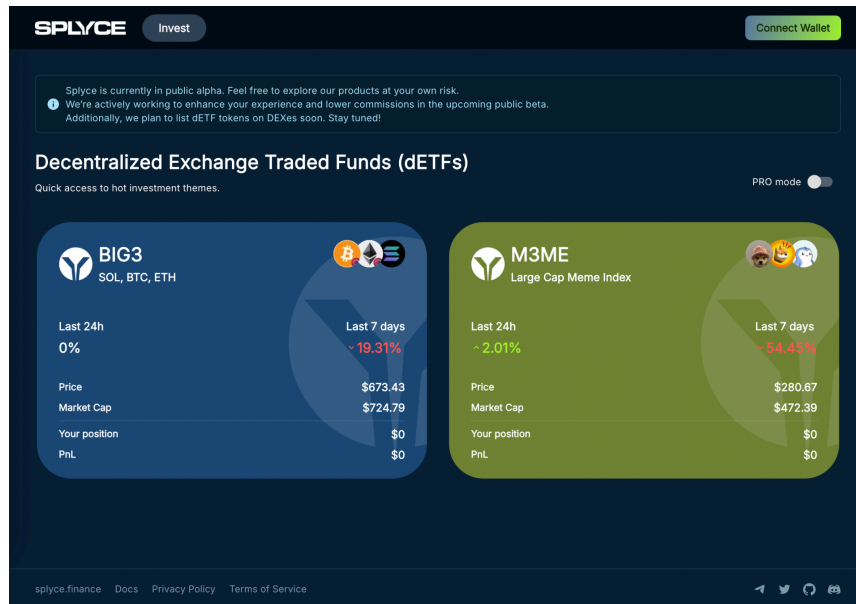 SPLYCE
Invest
Connect Wallet
Splyce is currently in public alpha. Feel free to explore our products at your own risk.
We're actively working to enhance your experience and lower commissions in the upcoming public beta.
Additionally, we plan to list dETF tokens on DEXes soon. Stay tuned!
Decentralized Exchange Traded Funds (dETFs)
Quick access to hot investment themes.
PRO mode
BIG3
SOL, BTC, ETH
Last 24h Last 7 days
0% 19.31%
Price $673.43
Market Cap $724.79
Your position $0
PnL $0
M3ME
Large Cap Meme Index
Last 24h Last 7 days
2.01% 54.45%
Price $280.67
Market Cap $472.39
Your position $0
PnL $0
splyce.finance Docs Privacy Policy Terms of Service